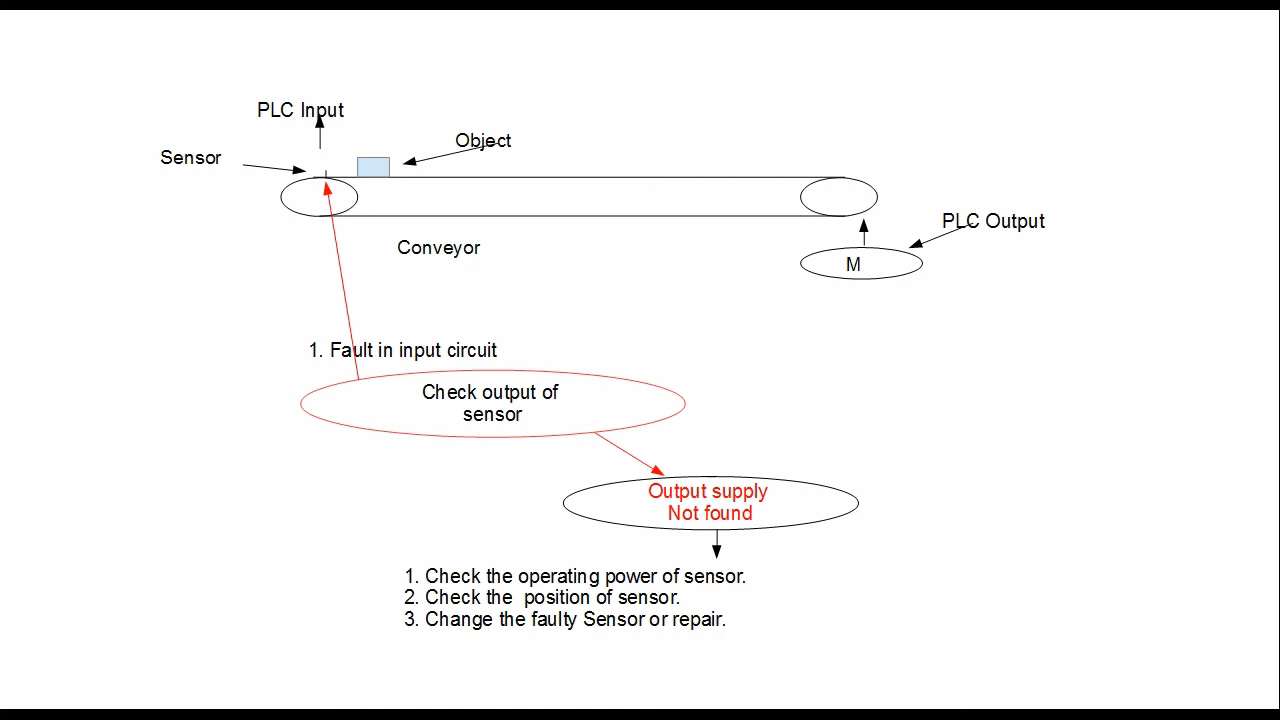 PLC Input
Object
Sensor
PLC Output
Conveyor
M
1. Fault in input circuit
Check output of
sensor
Output supply
Not found
1. Check the operating power of sensor.
2. Check the  position of sensor.
3. Change the faulty Sensor or repair.